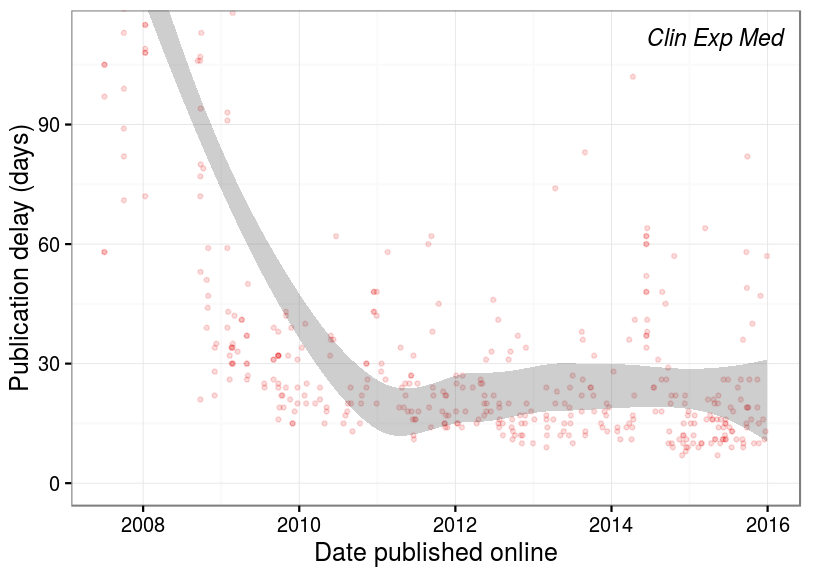 Clin Exp Med
Publication delay (days)
90
60
30
0
2008 2010 2012 2014 2016
Date published online